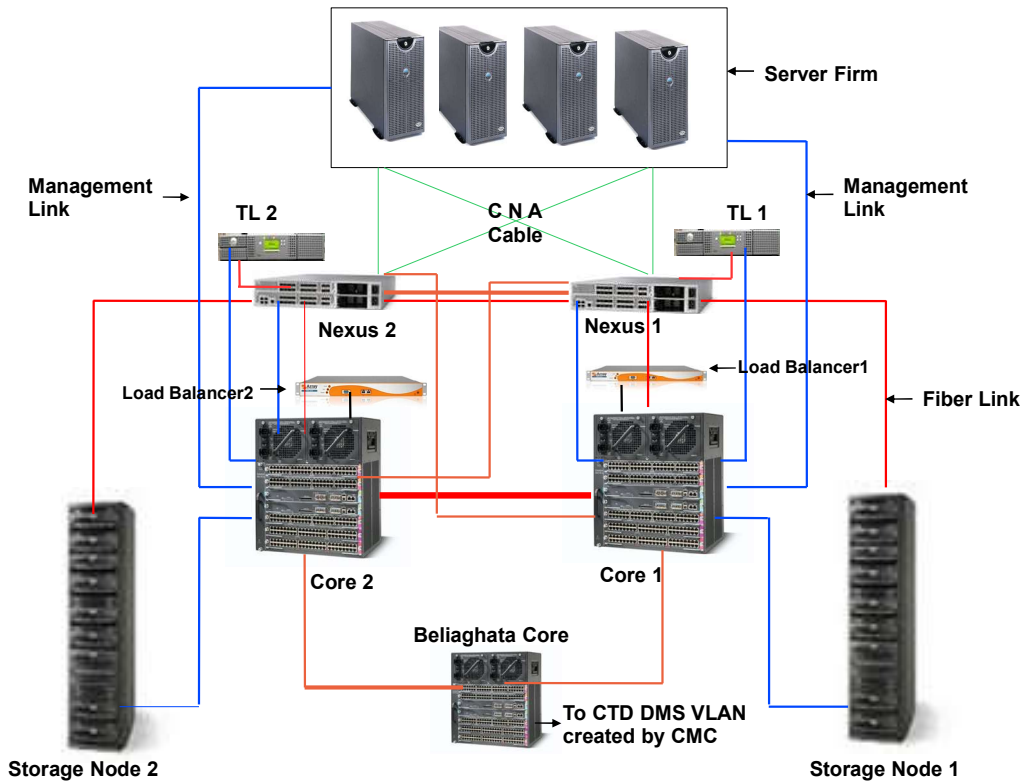 Server Firm
Management
Link
Management
Link
TL 2
C N A
Cable
TL 1
Nexus 2
Nexus 1
Load Balancer2
Load Balancer1
Fiber Link
Core 2
Core 1
Beliaghata Core
To CTD DMS VLAN
created by CMC
Storage Node 2
Storage Node 1